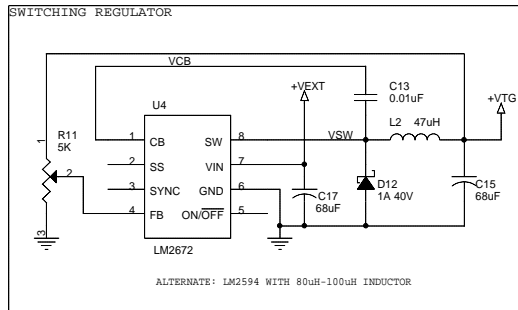 SWITCHING REGULATOR
VCB
+VEXT
C13
0.01uF
+VTG
U4
L2 47uH
R11
5K
1
2
3
1 CB
2 SS
3 SYNC
4 FB
SW 8
VIN 7
GND 6
ON/OFF 5
VSW
LM2672
C17
68uF
D12
1A 40V
C15
68uF
ALTERNATE: LM2594 WITH 80uH-100uH INDUCTOR